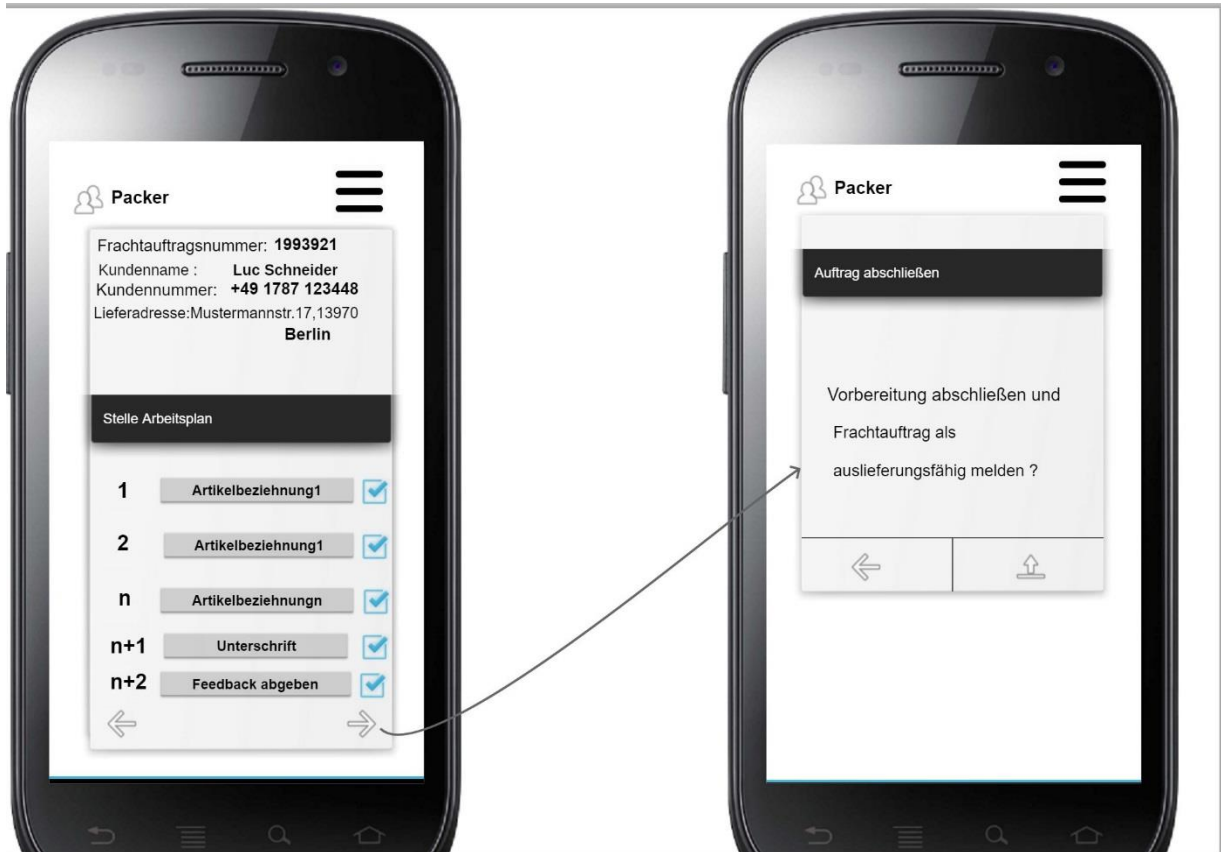 Packer
Frachtauftragsnummer: 1993921
Kundenname : Luc Schneider
Kundennummer: +49 1787 123448
Lieferadresse:Mustermannstr.17,13970
Berlin
Stelle Arbeitsplan
1 Artikelbeziehnung1
2 Artikelbeziehnung1
n Artikelbeziehnungn
n+1 Unterschrift
n+2 Feedback abgeben
Packer
Auftrag abschließen
Vorbereitung abschließen und
Frachtauftrag als
auslieferungsfähig melden ?